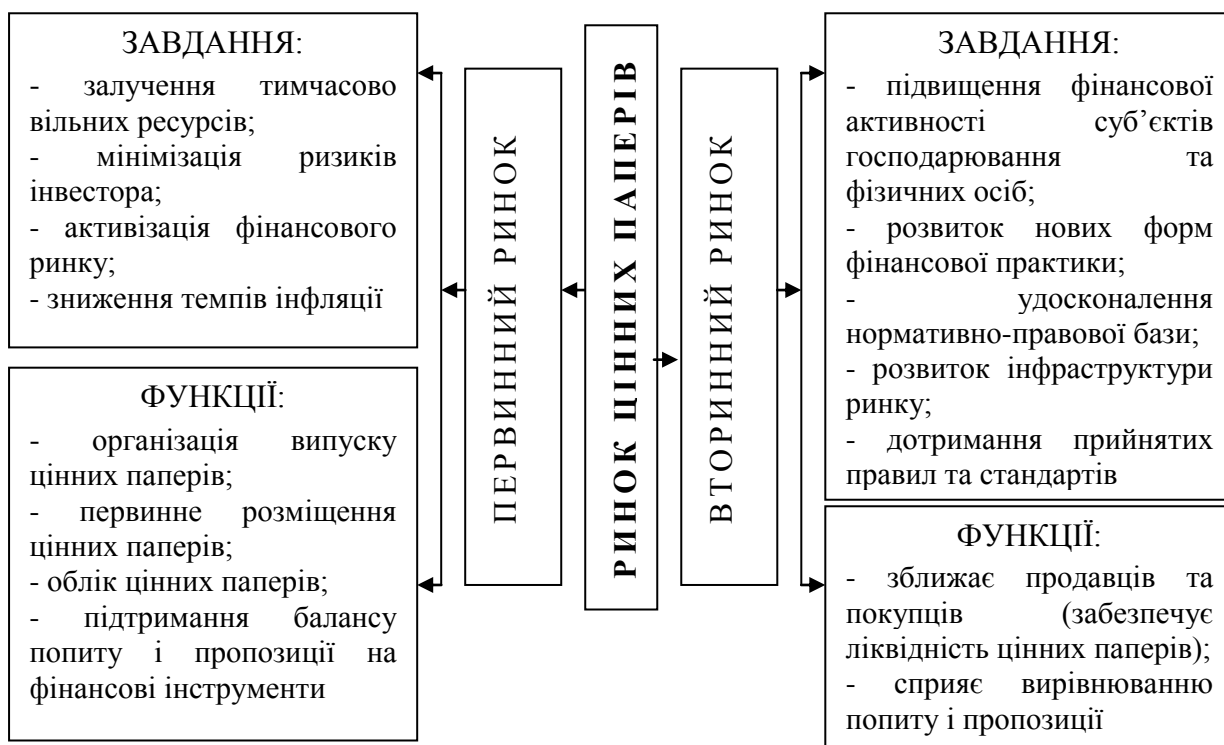 ЗАВДАННЯ:
- залучення тимчасово
вільних ресурсів;
- мінімізація ризиків
інвестора;
- активізація фінансового
ринку;
- зниження темпів інфляції
ФУНКЦІЇ:
- організація випуску
цінних паперів;
- первинне розміщення
цінних паперів;
- облік цінних паперів;
- підтримання балансу
попиту і пропозиції на
фінансові інструменти
ПЕРВИННИЙ РИНОК
РИНОК ЦІННИХ ПАПЕРІВ
ВТОРИННИЙ РИНОК
ЗАВДАННЯ:
- підвищення фінансової
активності суб’єктів
господарювання та
фізичних осіб;
- розвиток нових форм
фінансової практики;
- удосконалення
нормативно-правової бази;
- розвиток інфраструктури
ринку;
- дотримання прийнятих
правил та стандартів
ФУНКЦІЇ:
- зближає продавців та
покупців (забезпечує
ліквідність цінних паперів);
- сприяє вирівнюванню
попиту і пропозиції